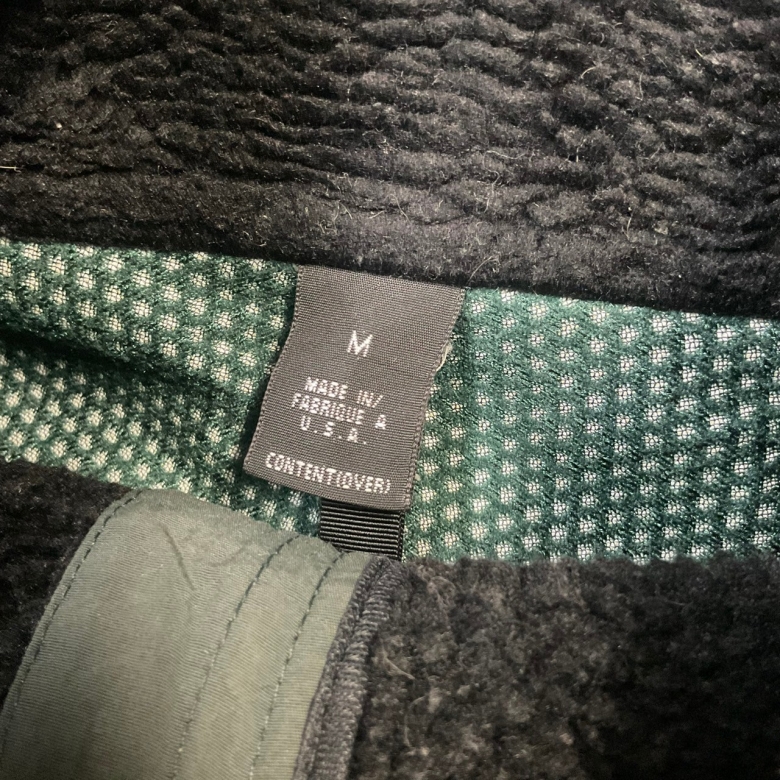 M
MADE IN/
FABRIQUE A
U.S.A.
CONTENT(OVER)